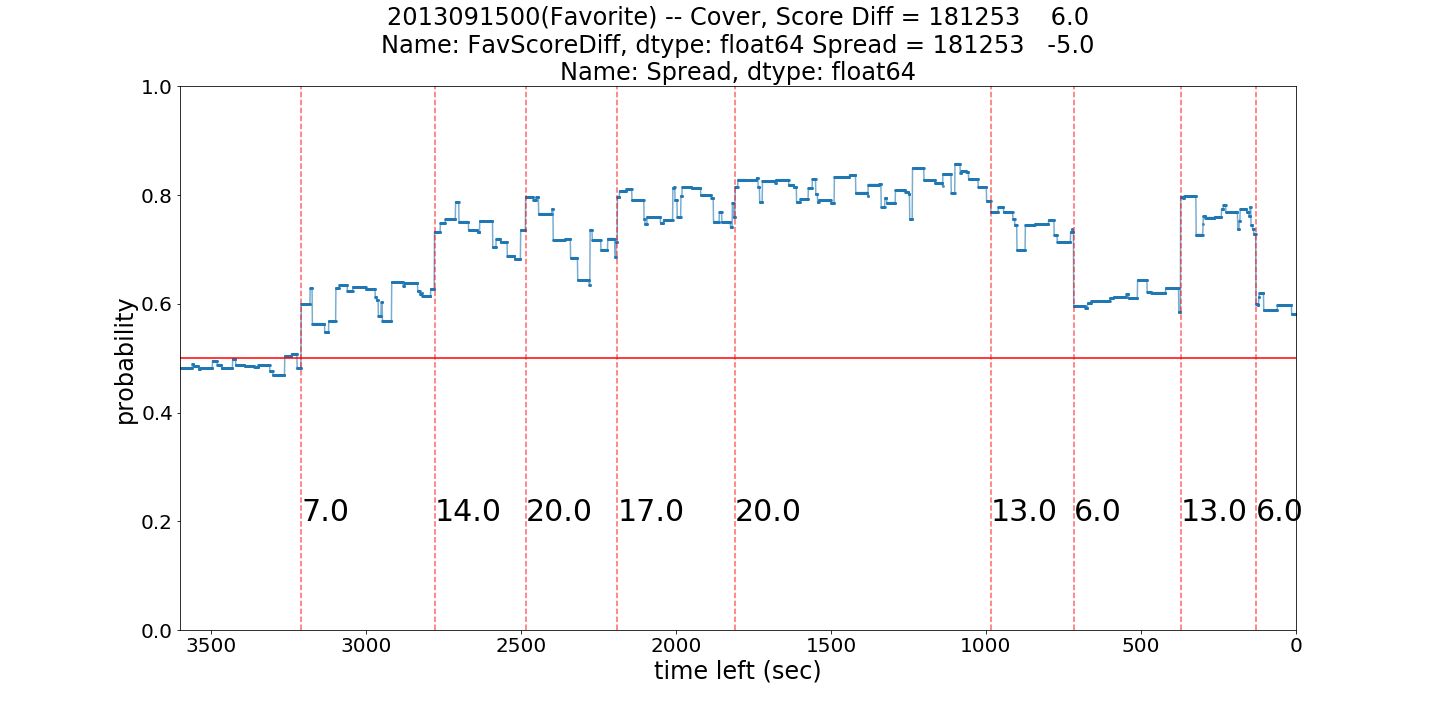 2013091500(Favorite) -- Cover, Score Diff = 181253    6.0
Name: FavScoreDiff, dtype: float64 Spread = 181253   -5.0
Name: Spread, dtype: float64
1.0
0.8
0.6
0.4
0.2
0.0
probability
7.0 14.0 20.0 17.0 20.0 13.0 6.0 13.0 6.0
3500 3000 2500 2000 1500 1000 500 0
time left (sec)